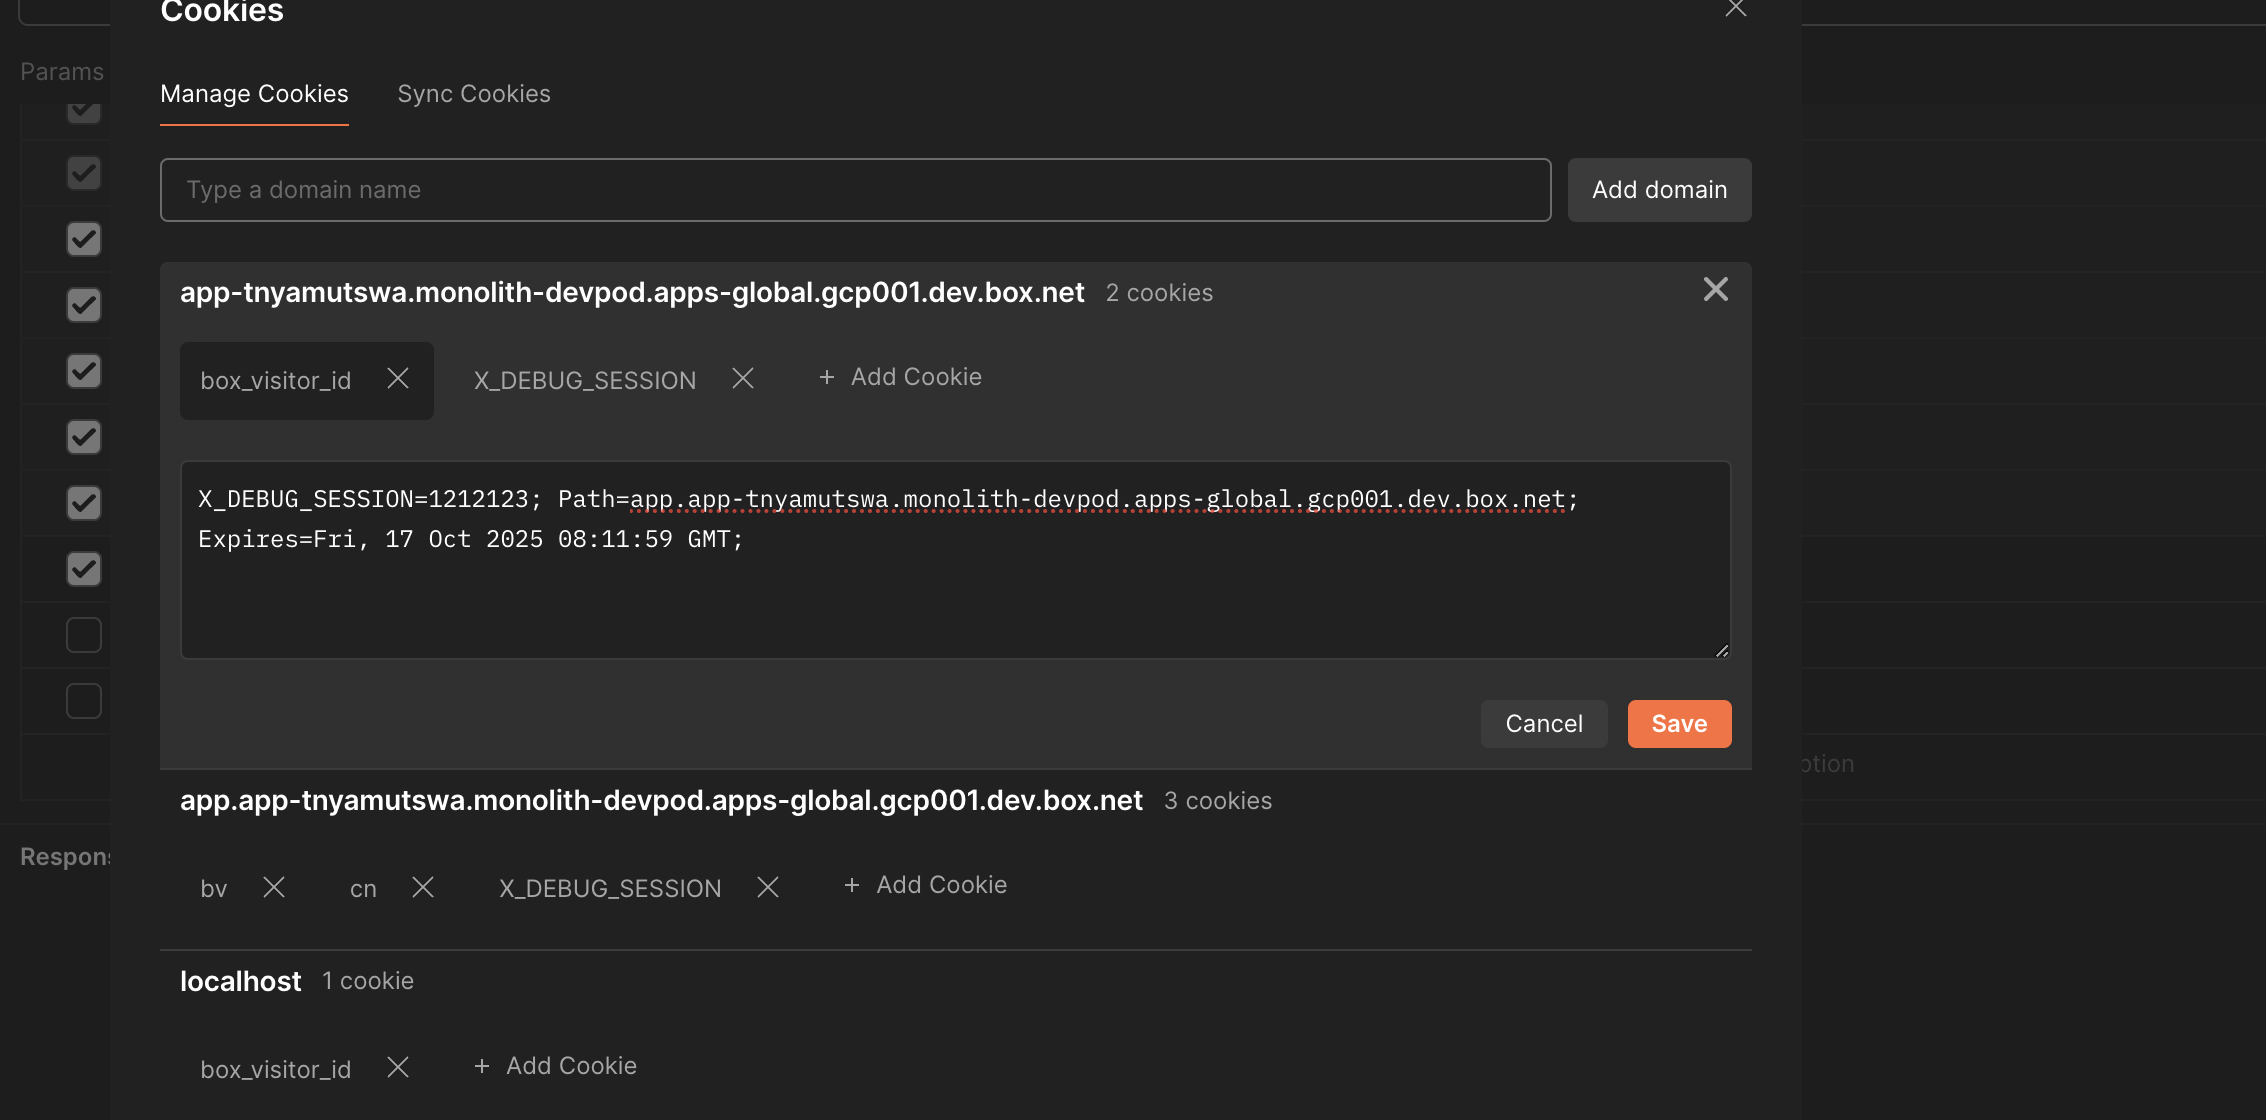 Cookies
Params
Manage Cookies Sync Cookies
Type a domain name Add domain
app-tnyamutswa.monolith-devpod.apps-global.gcp001.dev.box.net 2 cookies
box_visitor_id X_DEBUG_SESSION + Add Cookie
X_DEBUG_SESSION=1212123; Path=app.app-tnyamutswa.monolith-devpod.apps-global.gcp001.dev.box.net;
Expires=Fri, 17 Oct 2025 08:11:59 GMT;
Cancel Save
ption
app.app-tnyamutswa.monolith-devpod.apps-global.gcp001.dev.box.net 3 cookies
Respons
bv cn X_DEBUG_SESSION + Add Cookie
localhost 1 cookie
box_visitor_id + Add Cookie